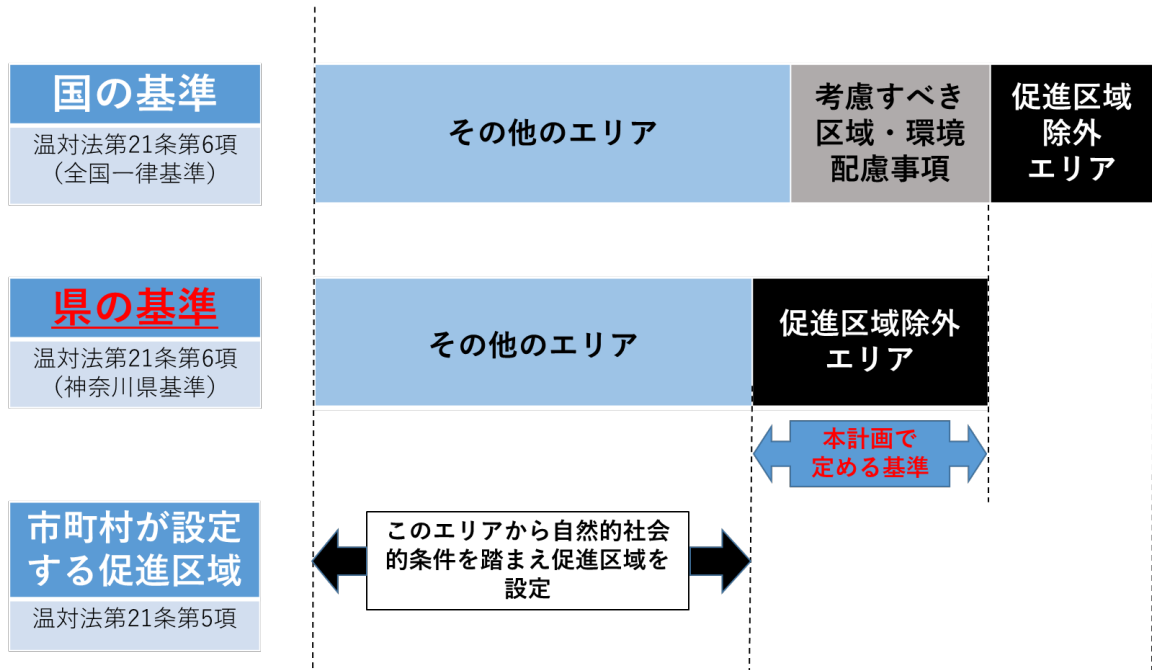 国の基準
温対法第21条第6項
(全国一律基準)
その他のエリア
考慮すべき
区域・環境
配慮事項
促進区域
除外
エリア
県の基準
温対法第21条第6項
(神奈川県基準)
その他のエリア
促進区域除外
エリア
本計画で
定める基準
市町村が設定
する促進区域
温対法第21条第5項
このエリアから自然的社会
的条件を踏まえ促進区域を
設定